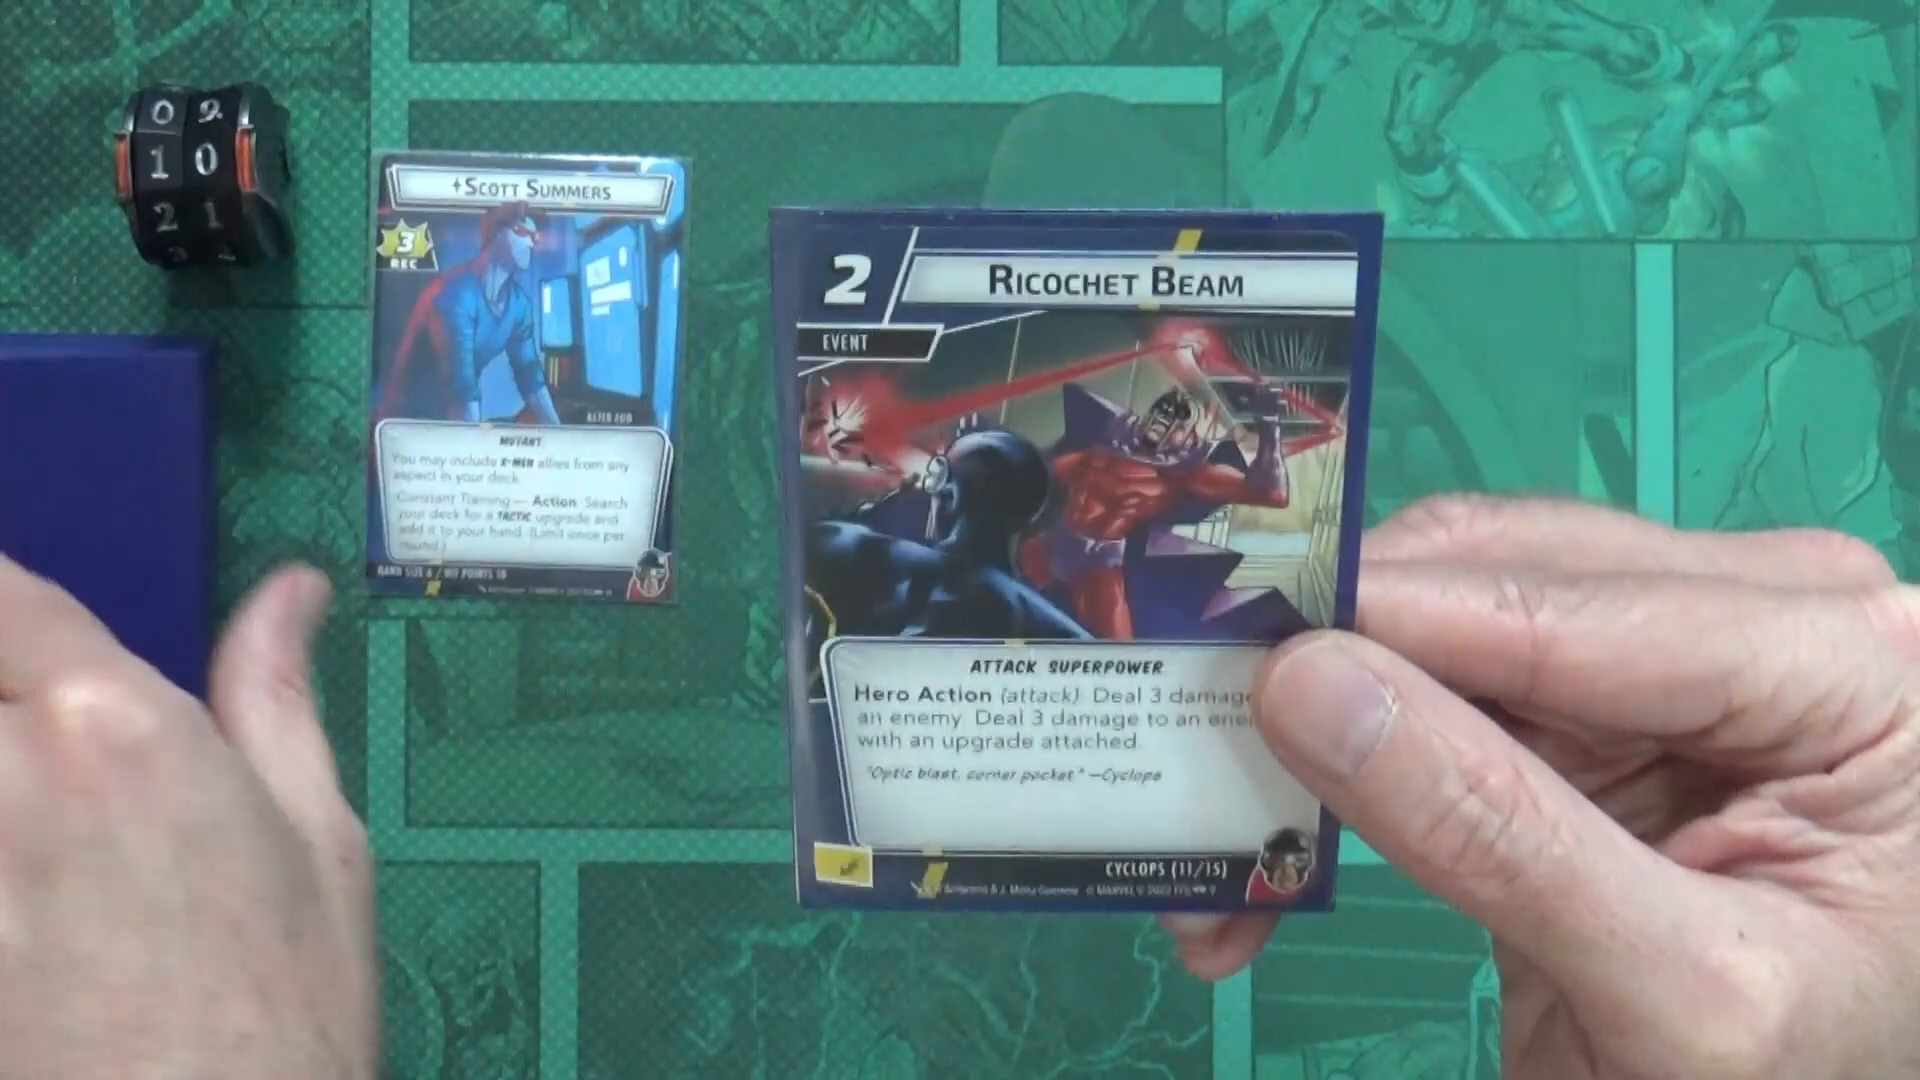 0 9
1 0
2 1
SCOTT SUMMERS
3
REC
ALTER-EGO
MUTANT
You may include X-MEN allies from any
aspect in your deck.
Constant Training — Action: Search
your deck for a TACTIC upgrade and
add it to your hand. (Limit once per
round.)
HAND SIZE 6 / HIT POINTS 10
2
RICOCHET BEAM
EVENT
ATTACK SUPERPOWER
Hero Action (attack): Deal 3 damage
an enemy. Deal 3 damage to an ene
with an upgrade attached.
"Optic blast, corner pocket." —Cyclops
CYCLOPS (11/15)